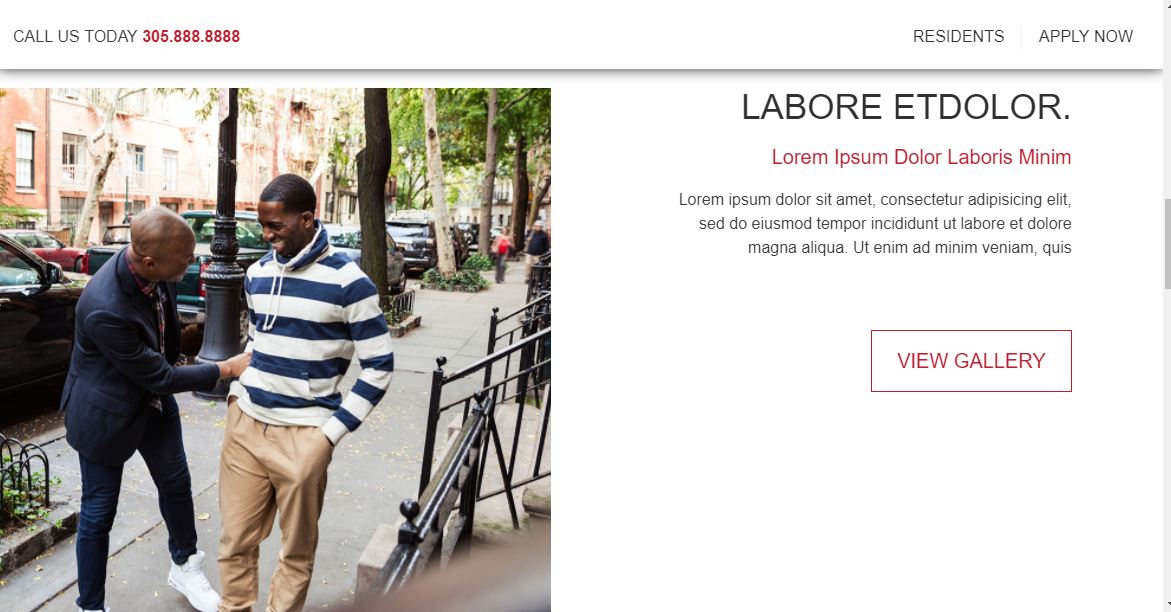 CALL US TODAY 305.888.8888
RESIDENTS
APPLY NOW
LABORE ETDOLOR.
Lorem Ipsum Dolor Laboris Minim
Lorem ipsum dolor sit amet, consectetur adipisicing elit,
sed do eiusmod tempor incididunt ut labore et dolore
magna aliqua. Ut enim ad minim veniam, quis
VIEW GALLERY